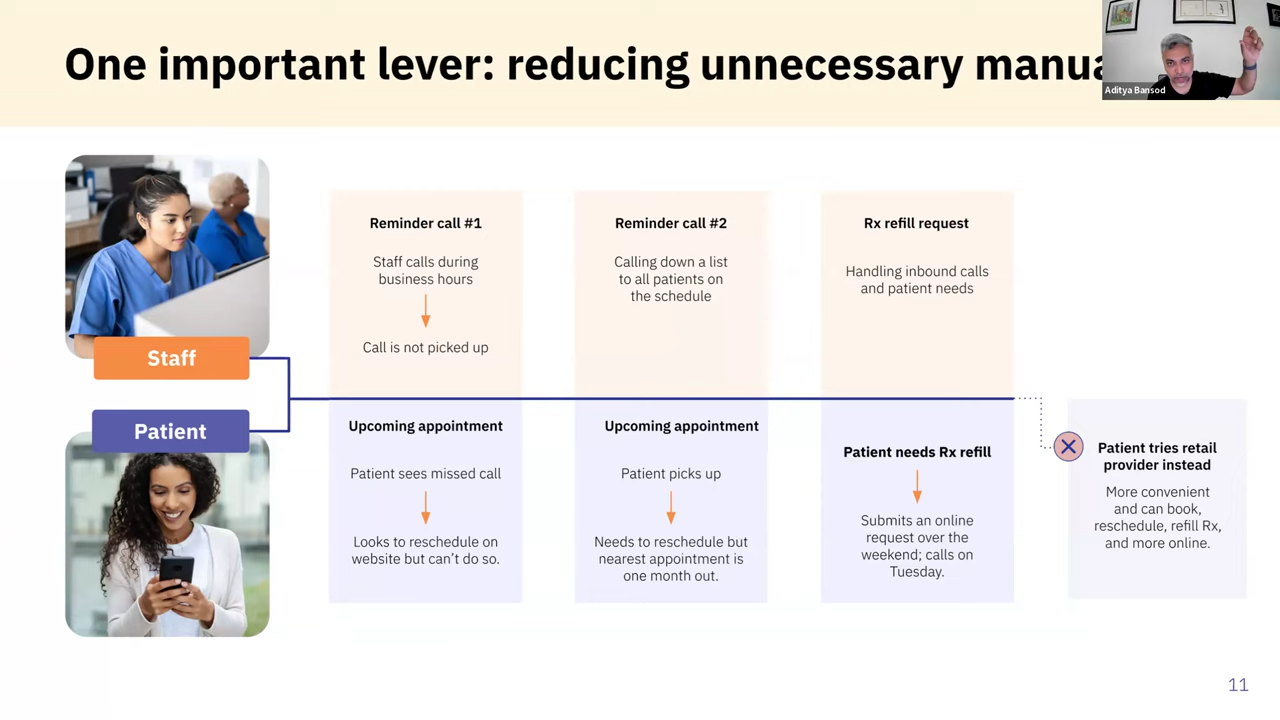 One important lever: reducing unnecessary manua
Aditya Bansod
Staff
Patient
Reminder call #1
Staff calls during
business hours
Call is not picked up
Reminder call #2
Calling down a list
to all patients on
the schedule
Rx refill request
Handling inbound calls
and patient needs
Upcoming appointment
Patient sees missed call
Looks to reschedule on
website but can’t do so.
Upcoming appointment
Patient picks up
Needs to reschedule but
nearest appointment is
one month out.
Patient needs Rx refill
Submits an online
request over the
weekend; calls on
Tuesday.
Patient tries retail
provider instead
More convenient
and can book,
reschedule, refill Rx,
and more online.
11